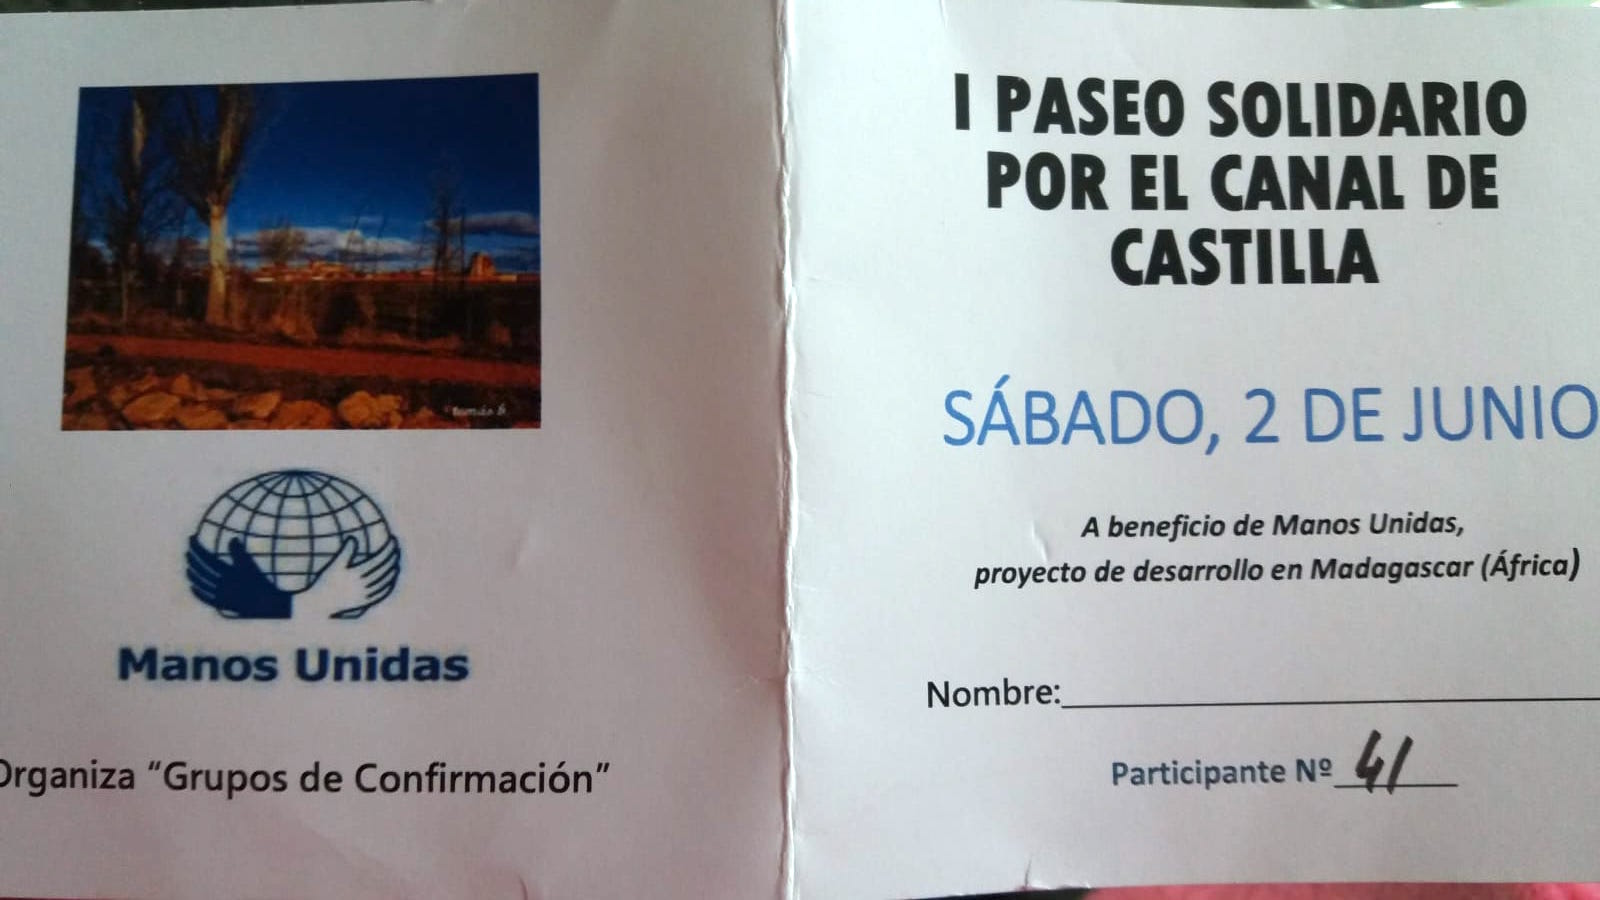 Manos Unidas
Organiza “Grupos de Confirmación”
I PASEO SOLIDARIO
POR EL CANAL DE
CASTILLA
SÁBADO, 2 DE JUNIO
A beneficio de Manos Unidas,
proyecto de desarrollo en Madagascar (África)
Nombre:
Participante Nº 41